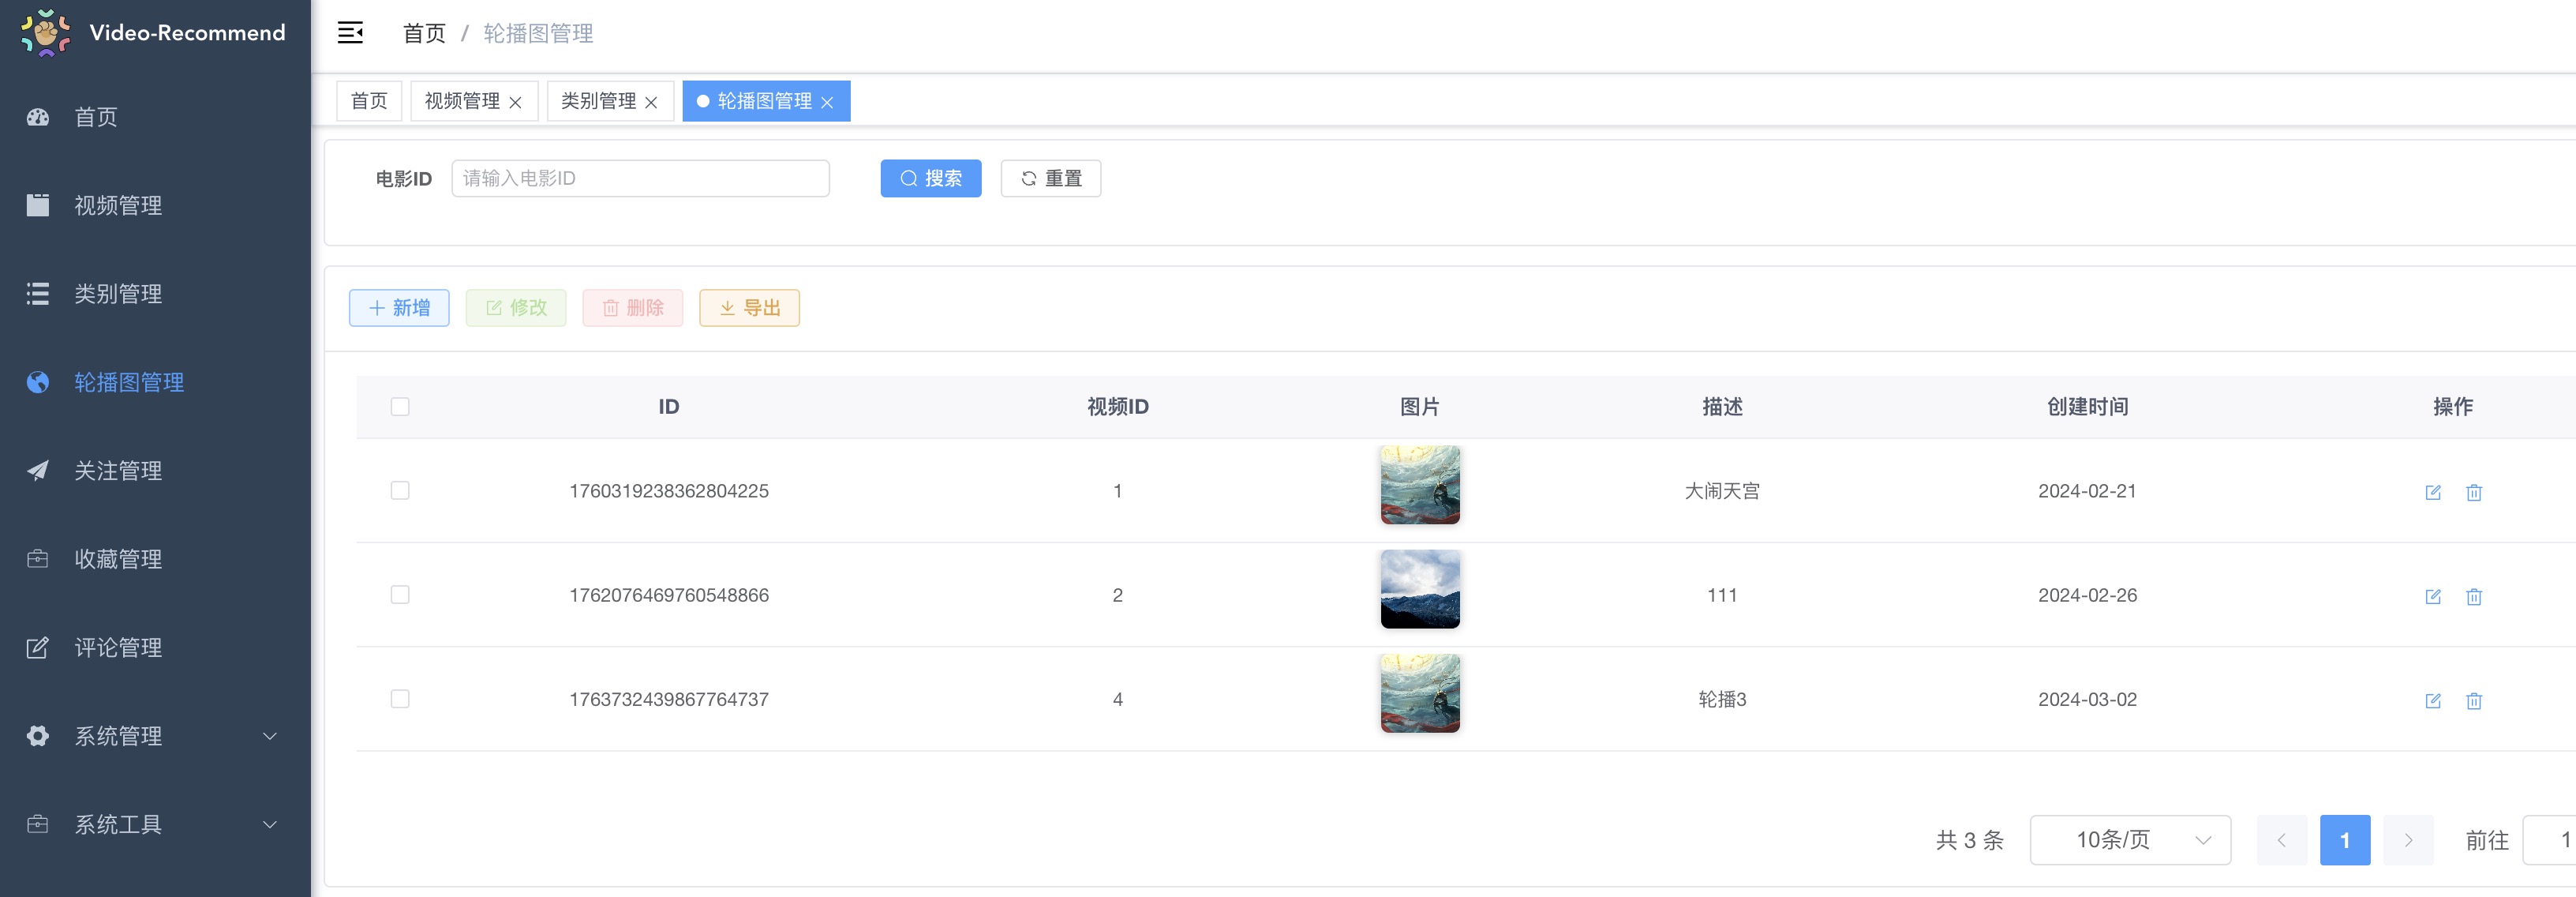 Video-Recommend
首页
视频管理
类别管理
轮播图管理
关注管理
收藏管理
评论管理
系统管理
系统工具
首页 / 轮播图管理
首页 视频管理 类别管理 轮播图管理
电影ID 请输入电影ID 搜索 重置
新增 修改 删除 导出
ID 视频ID 图片 描述 创建时间 操作
1760319238362804225 1 大闹天宫 2024-02-21
1762076469760548866 2 111 2024-02-26
1763732439867764737 4 轮播3 2024-03-02
共 3 条 10条/页 1 前往 1